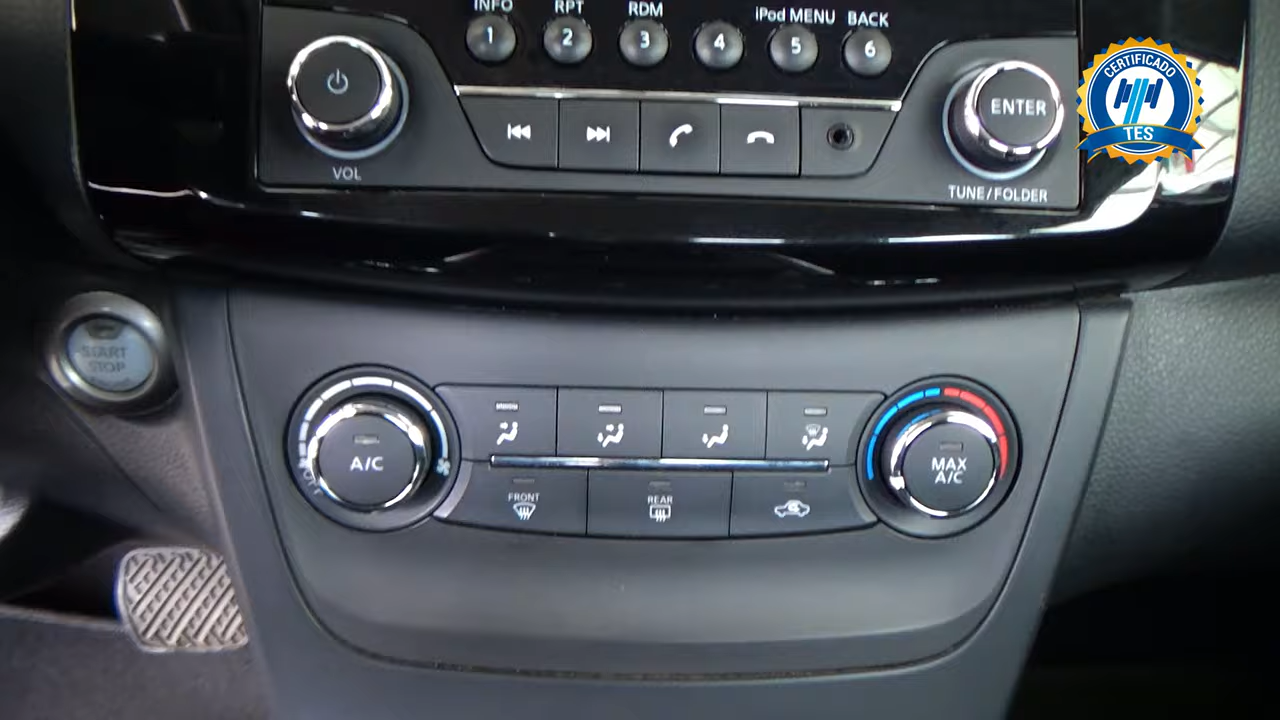 INFO RPT RDM iPod MENU BACK
1 2 3 4 5 6
VOL
ENTER
TUNE/FOLDER
CERTIFICADO
TES
START
STOP
A/C
OFF
MAX
A/C
FRONT
REAR